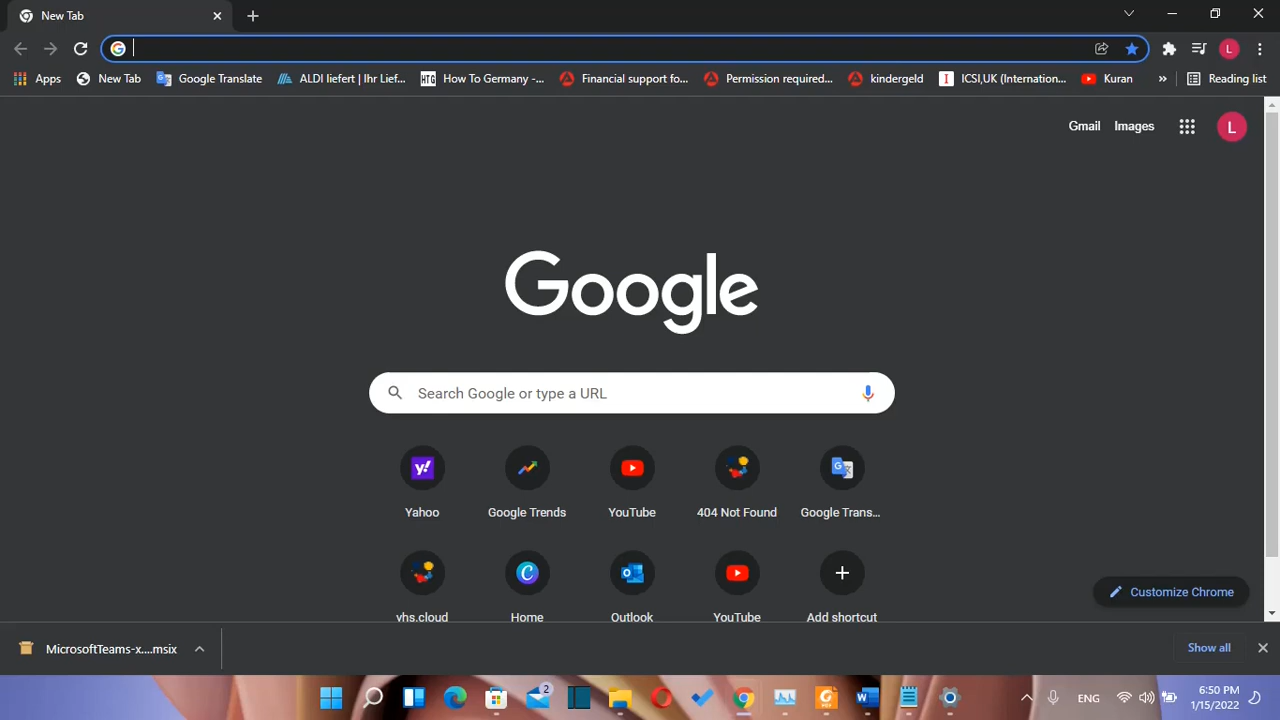 New Tab
Apps
New Tab
Google Translate
ALDI liefert | Ihr Lief...
HTG
How To Germany -...
Financial support fo...
Permission required...
kindergeld
I
ICSI,UK (Internation...
Kuran
»
Reading list
L
Gmail
Images
L
Google
Search Google or type a URL
Yahoo
Google Trends
YouTube
404 Not Found
Google Trans...
vhs.cloud
Home
Outlook
YouTube
Add shortcut
Customize Chrome
MicrosoftTeams-x....msix
Show all
2
ENG
6:50 PM
1/15/2022